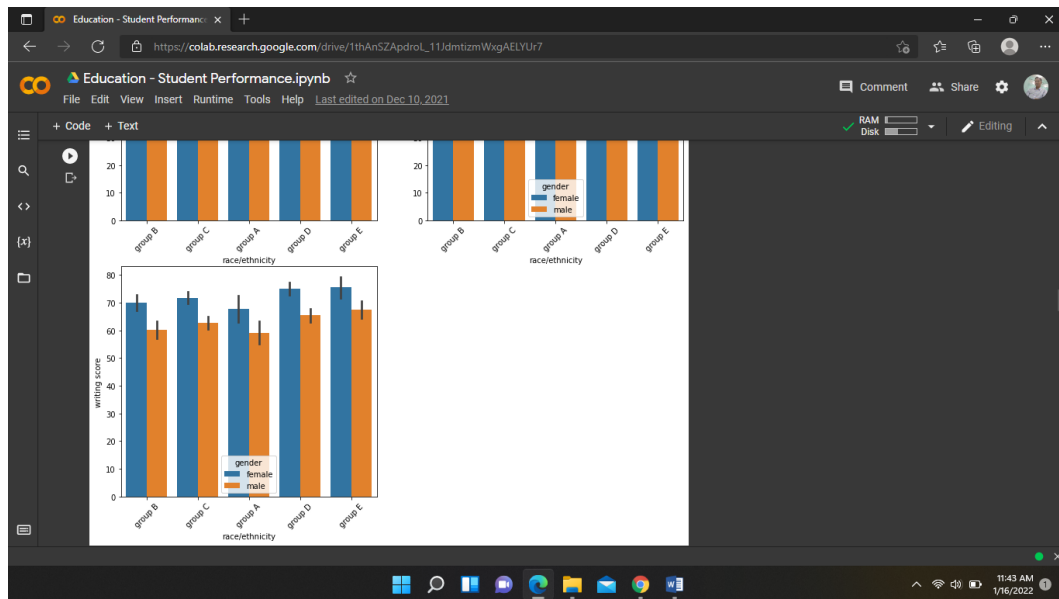 Education - Student Performanc
https://colab.research.google.com/drive/1thAnSZApdroL_11JdmtizmWxgAELYUr7
Education - Student Performance.ipynb
Comment
Share
File Edit View Insert Runtime Tools Help Last edited on Dec 10, 2021
+ Code + Text
RAM
Disk
Editing
20
10
0
group B group C group A group D group E
race/ethnicity
20
10
0
gender
female
male
group B group C group A group D group E
race/ethnicity
80
70
60
50
40
30
20
10
0
writing score
gender
female
male
group B group C group A group D group E
race/ethnicity
11:43 AM
1/16/2022
1